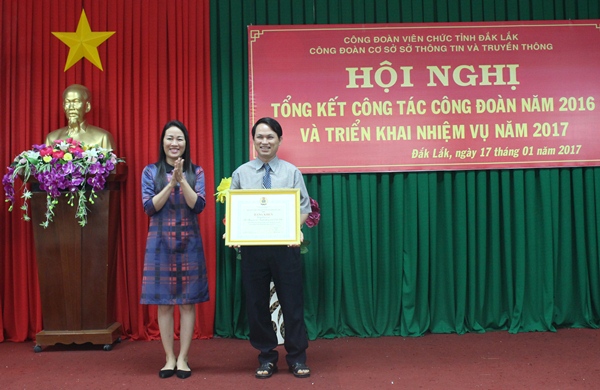 CÔNG ĐOÀN VIÊN CHỨC TỈNH ĐẮK LẮK
CÔNG ĐOÀN CƠ SỞ SỞ THÔNG TIN VÀ TRUYỀN THÔNG
HỘI NGHỊ
TỔNG KẾT CÔNG TÁC CÔNG ĐOÀN NĂM 2016
VÀ TRIỂN KHAI NHIỆM VỤ NĂM 2017
Đắk Lắk, ngày 17 tháng 01 năm 2017